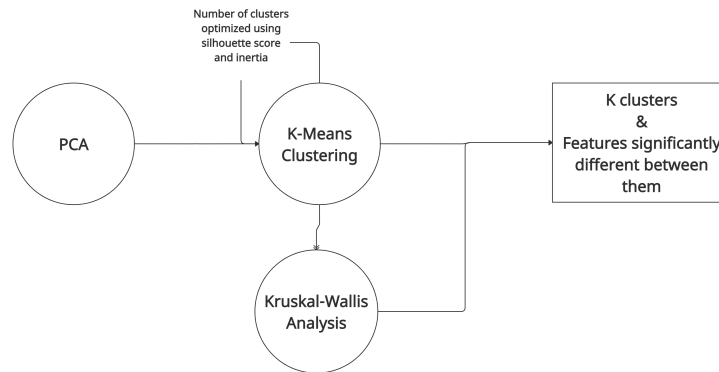 Number of clusters
optimized using
silhouette score
and inertia
PCA
K-Means
Clustering
K clusters
&
Features significantly
different between
them
Kruskal-Wallis
Analysis